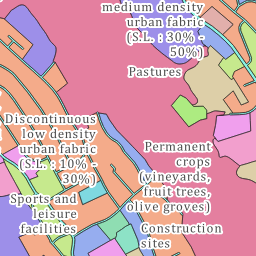 medium density
urban fabric
(S.L. : 30% -
50%)
Pastures
Discontinuous
low density
urban fabric
(S.L. : 10% -
30%)
Permanent
crops
(vineyards,
fruit trees,
olive groves)
Sports and
leisure
facilities
Construction
sites